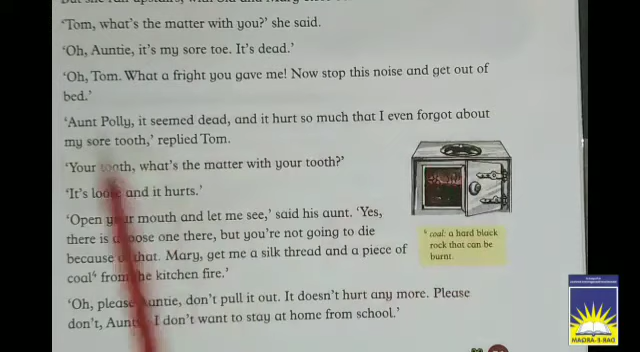 'Tom, what's the matter with you?' she said.
'Oh, Auntie, it's my sore toe. It's dead.'
'Oh, Tom. What a fright you gave me! Now stop this noise and get out of
bed.'
'Aunt Polly, it seemed dead, and it hurt so much that I even forgot about
my sore tooth,' replied Tom.
'Your tooth, what's the matter with your tooth?'
'It's loose and it hurts.'
'Open your mouth and let me see,' said his aunt. 'Yes,
there is a loose one there, but you're not going to die
because of that. Mary, get me a silk thread and a piece of
coal⁴ from the kitchen fire.'
'Oh, please Auntie, don't pull it out. It doesn't hurt any more. Please
don't, Auntie. I don't want to stay at home from school.'
⁴ coal: a hard black
rock that can be
burnt.
MAQRA-E-RAO